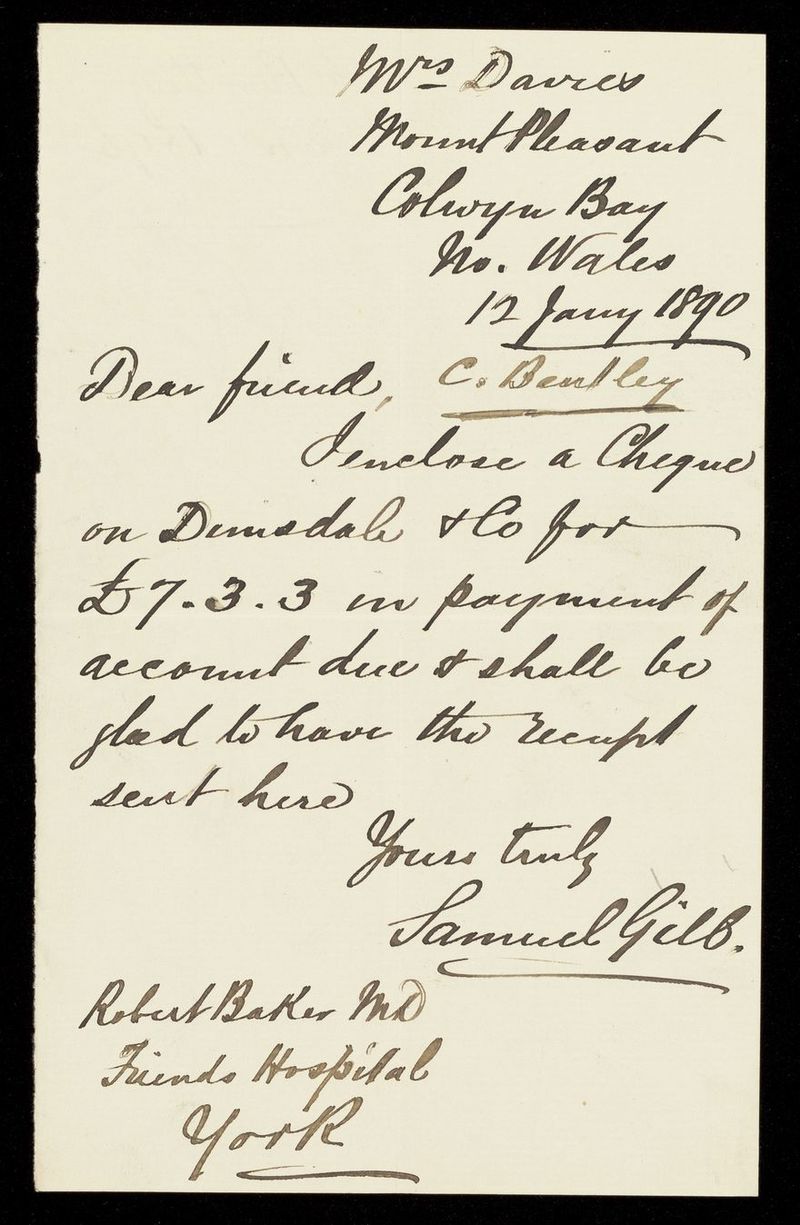 Mrs Davies
Mount Pleasant
Colwyn Bay
No. Wales
12 Jany 1890
Dear friend, C. Bentley
I enclose a Cheque
on Dimsdale & Co for
£7.3.3 in payment of
account due & shall be
glad to have the receipt
sent here
Yours truly
Samuel Gill.
Robert Baker MD
Friends Hospital
York